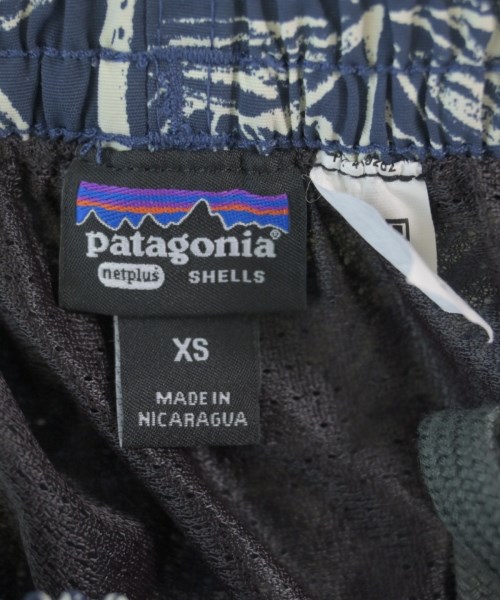 patagonia®
netplus®
SHELLS
XS
MADE IN
NICARAGUA